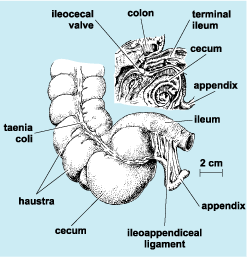 ileocecal
valve
colon
terminal
ileum
cecum
appendix
ileum
taenia
coli
2 cm
haustra
appendix
cecum
ileoappendiceal
ligament